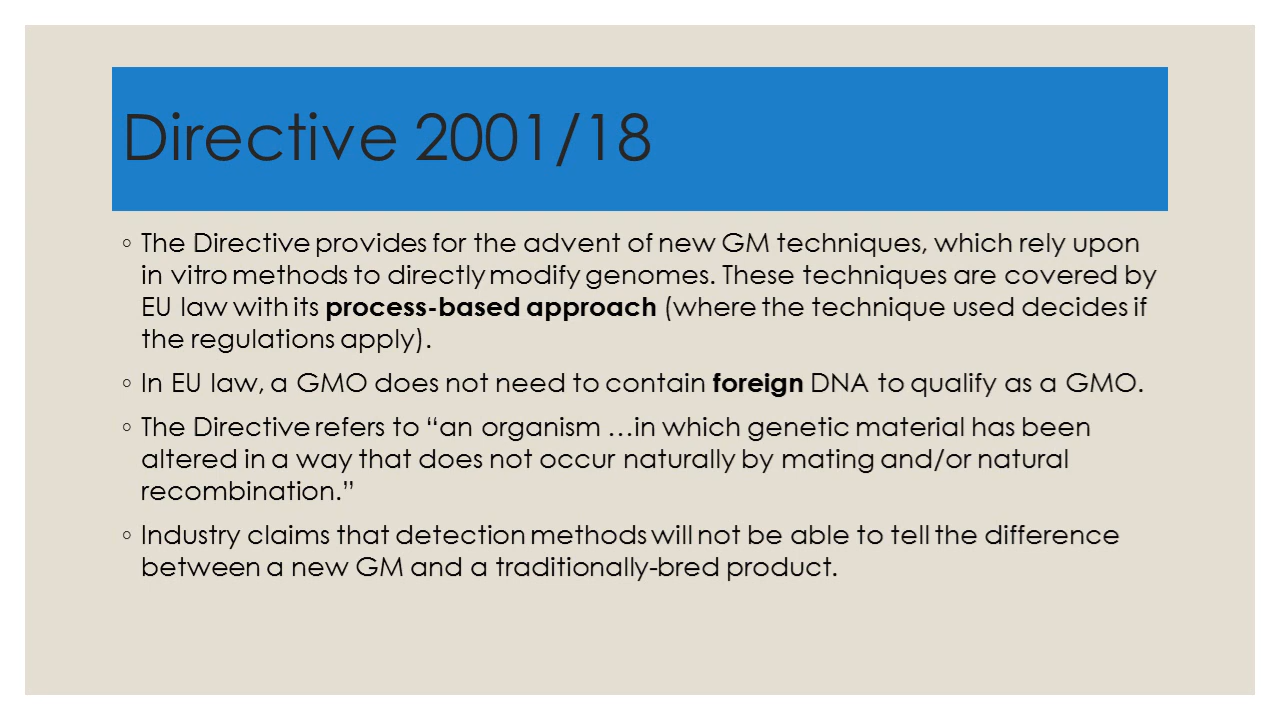 Directive 2001/18
◦ The Directive provides for the advent of new GM techniques, which rely upon
in vitro methods to directly modify genomes. These techniques are covered by
EU law with its process-based approach (where the technique used decides if
the regulations apply).
◦ In EU law, a GMO does not need to contain foreign DNA to qualify as a GMO.
◦ The Directive refers to “an organism …in which genetic material has been
altered in a way that does not occur naturally by mating and/or natural
recombination.”
◦ Industry claims that detection methods will not be able to tell the difference
between a new GM and a traditionally-bred product.